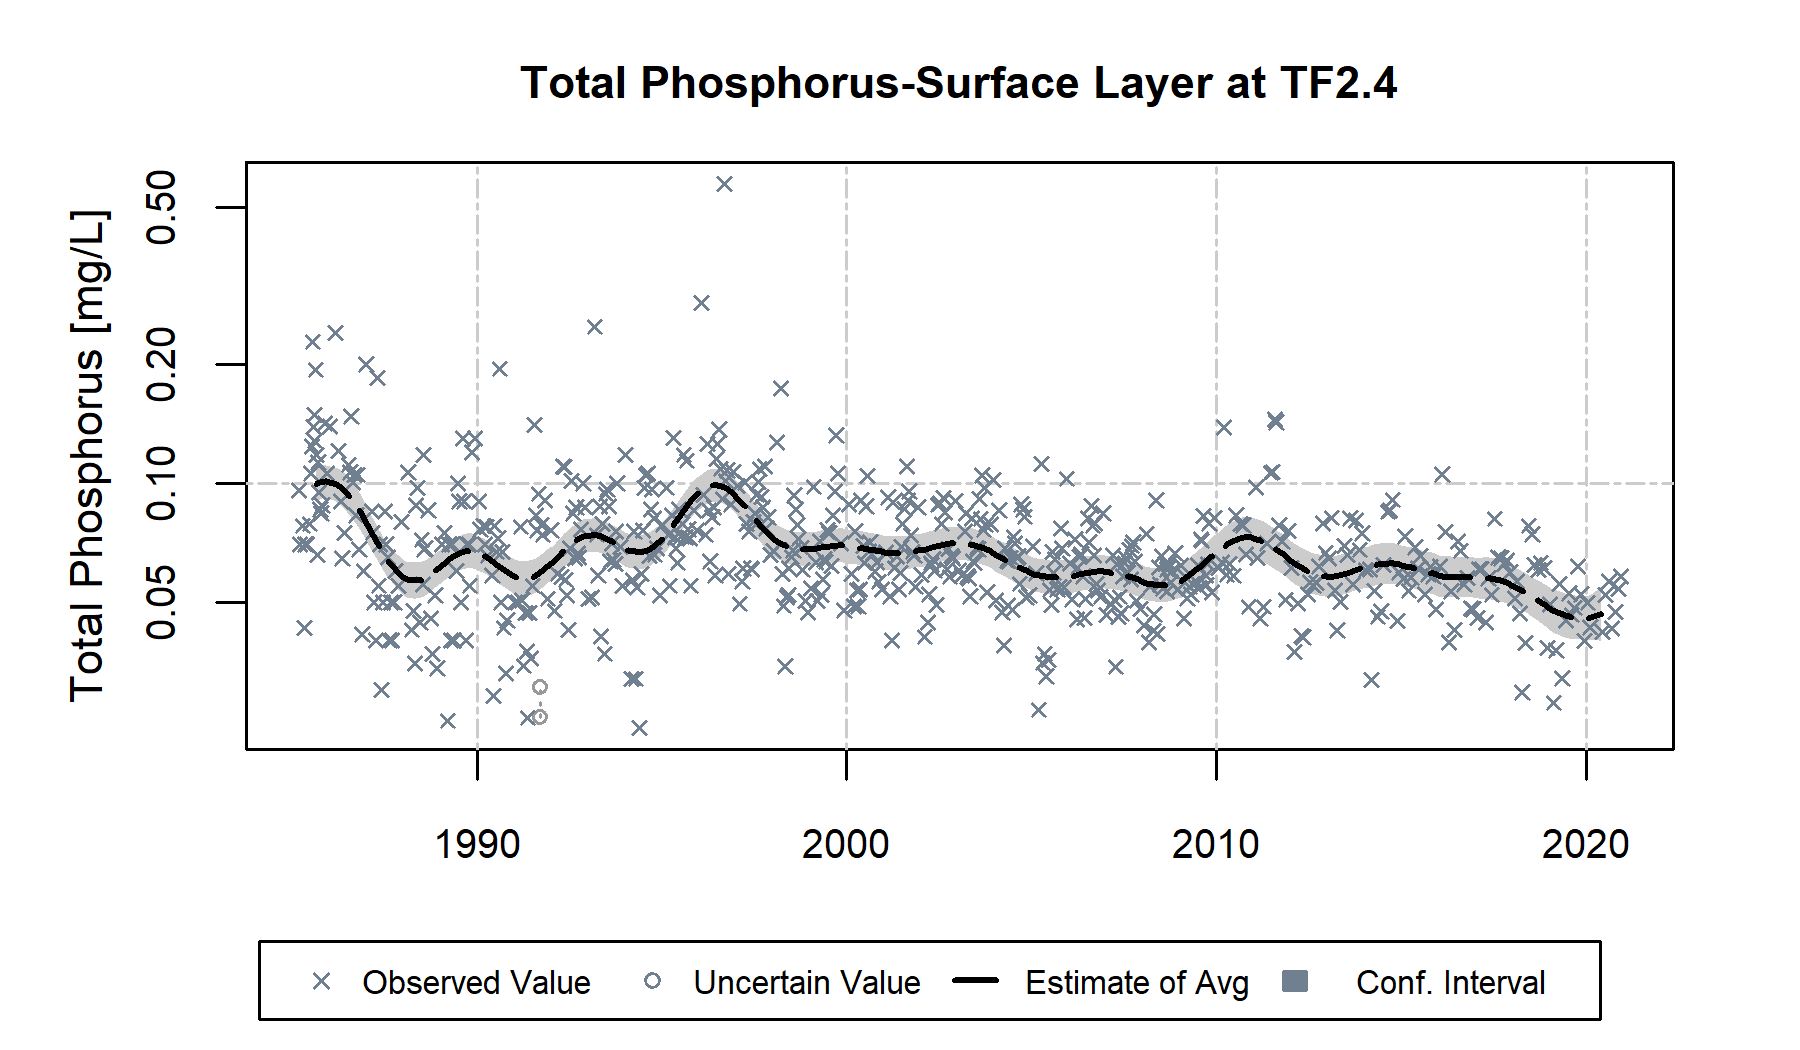 Total Phosphorus-Surface Layer at TF2.4
Total Phosphorus [mg/L]
0.50
0.20
0.10
0.05
1990 2000 2010 2020
Observed Value Uncertain Value Estimate of Avg Conf. Interval